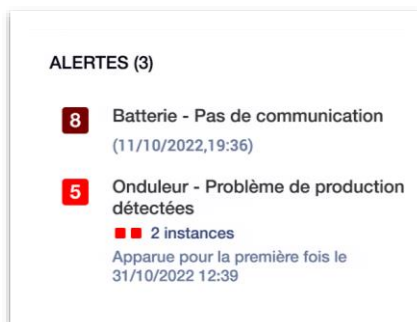 ALERTES (3)
8 Batterie - Pas de communication
(11/10/2022,19:36)
5 Onduleur - Problème de production
détectées
2 instances
Apparue pour la première fois le
31/10/2022 12:39